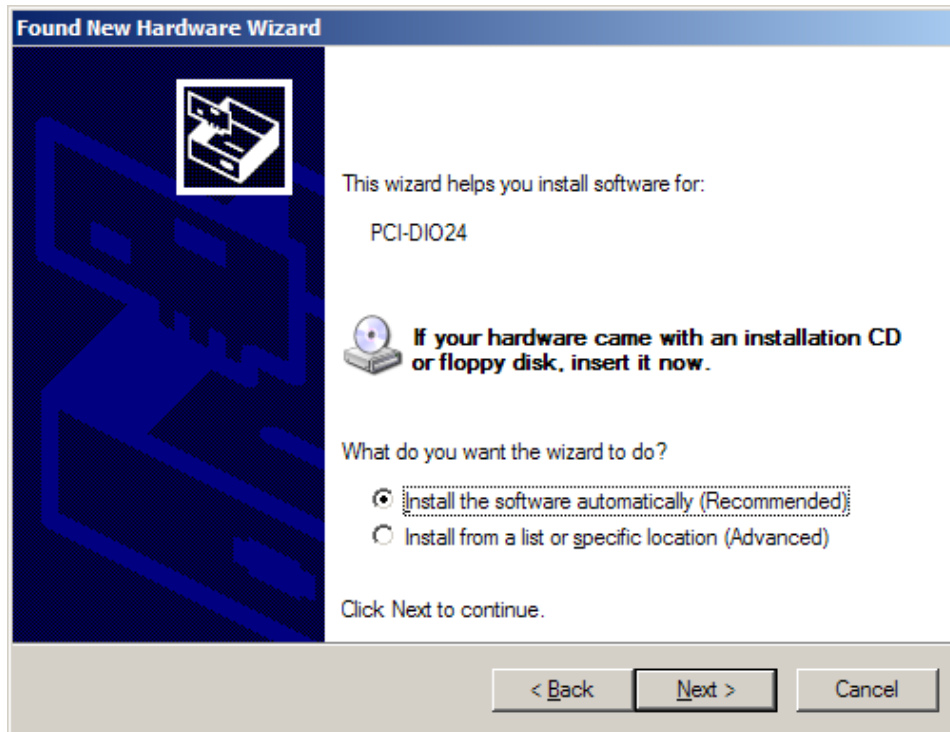 Found New Hardware Wizard
This wizard helps you install software for:
PCI-DIO24
If your hardware came with an installation CD
or floppy disk, insert it now.
What do you want the wizard to do?
Install the software automatically (Recommended)
Install from a list or specific location (Advanced)
Click Next to continue.
< Back
Next >
Cancel